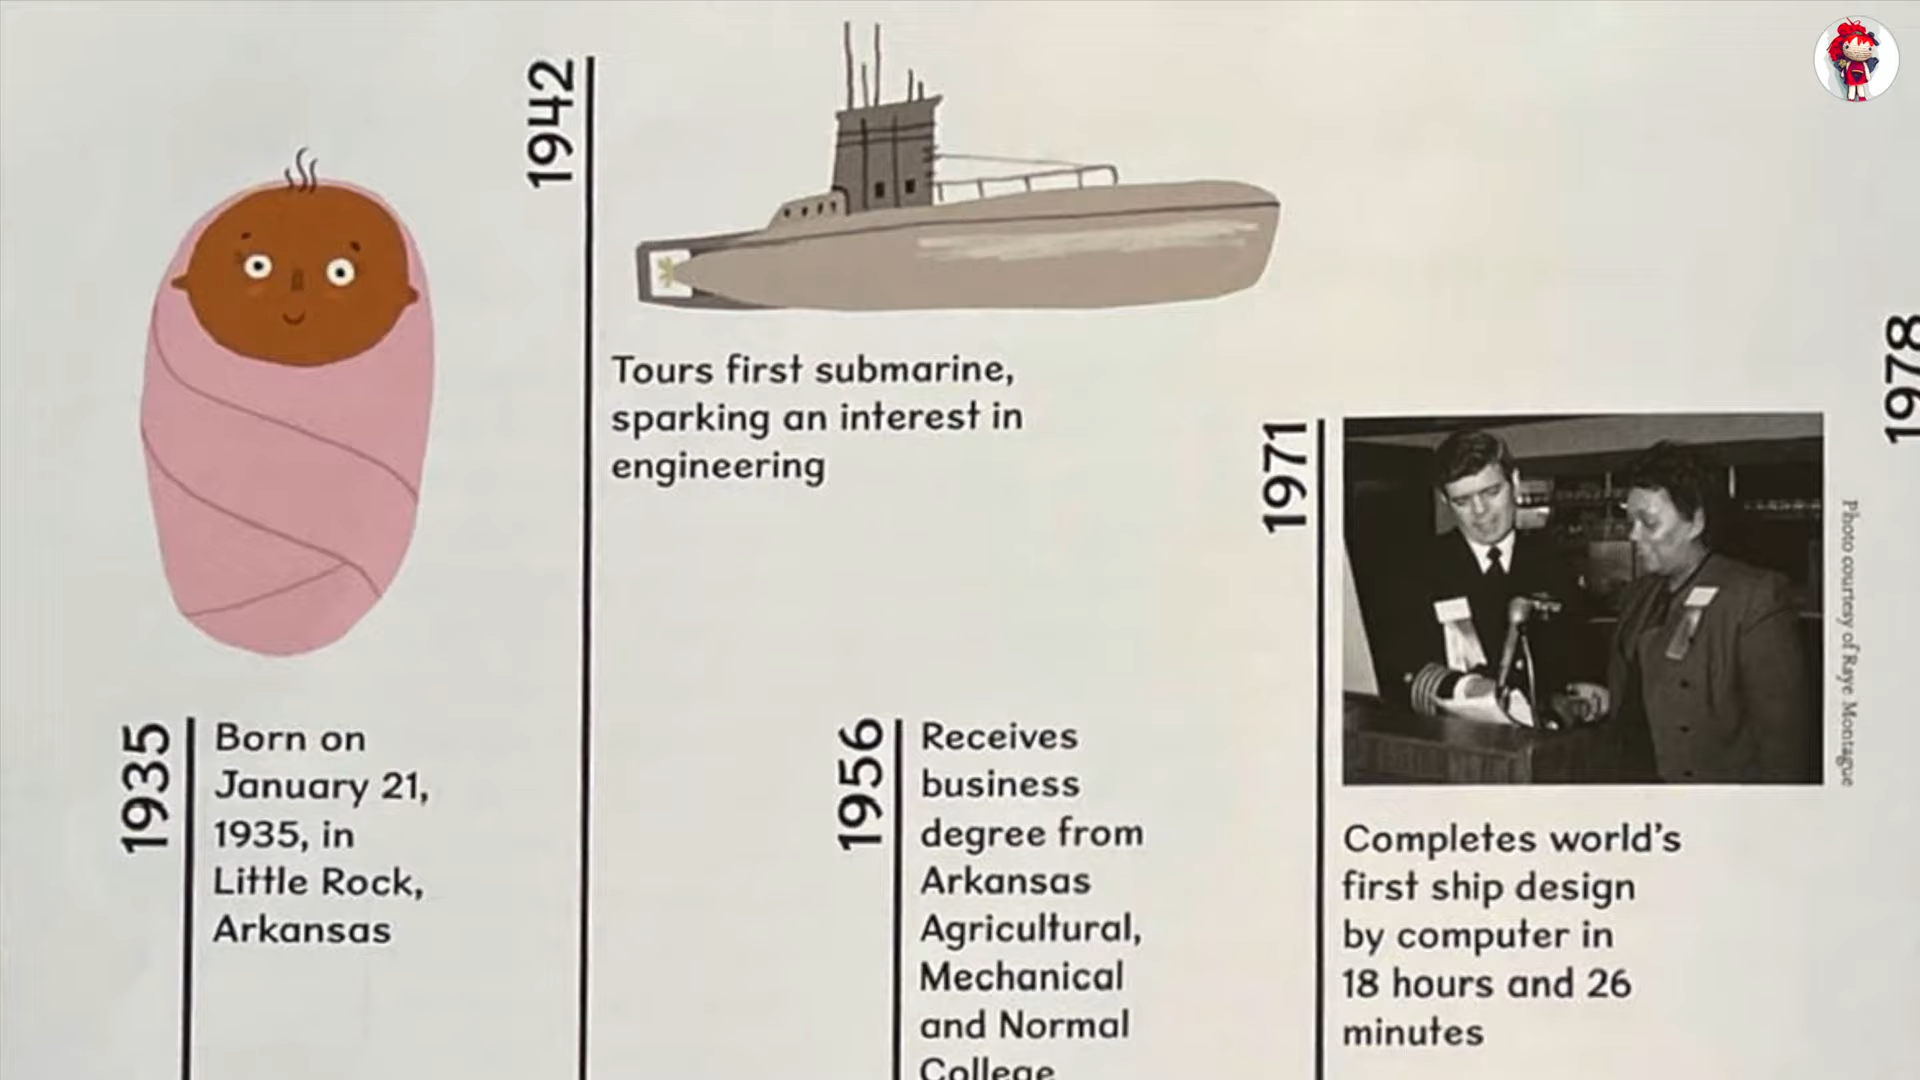 1935
Born on
January 21,
1935, in
Little Rock,
Arkansas
1942
Tours first submarine,
sparking an interest in
engineering
1956
Receives
business
degree from
Arkansas
Agricultural,
Mechanical
and Normal
College
1971
Photo courtesy of Raye Montague
Completes world's
first ship design
by computer in
18 hours and 26
minutes
1978